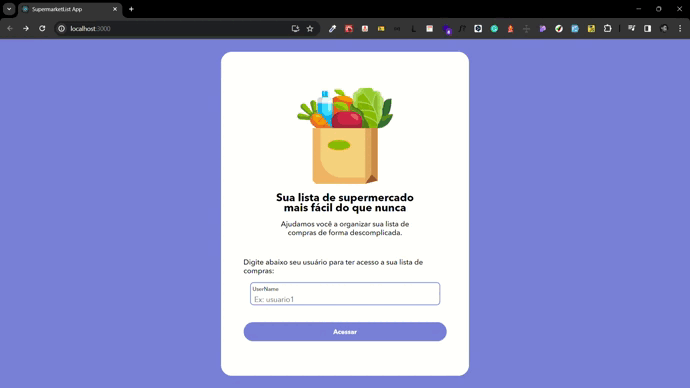 SupermarketList App
localhost:3000
Sua lista de supermercado
mais fácil do que nunca
Ajudamos você a organizar sua lista de
compras de forma descomplicada.
Digite abaixo seu usuário para ter acesso a sua lista de
compras:
UserName
Ex: usuario1
Acessar